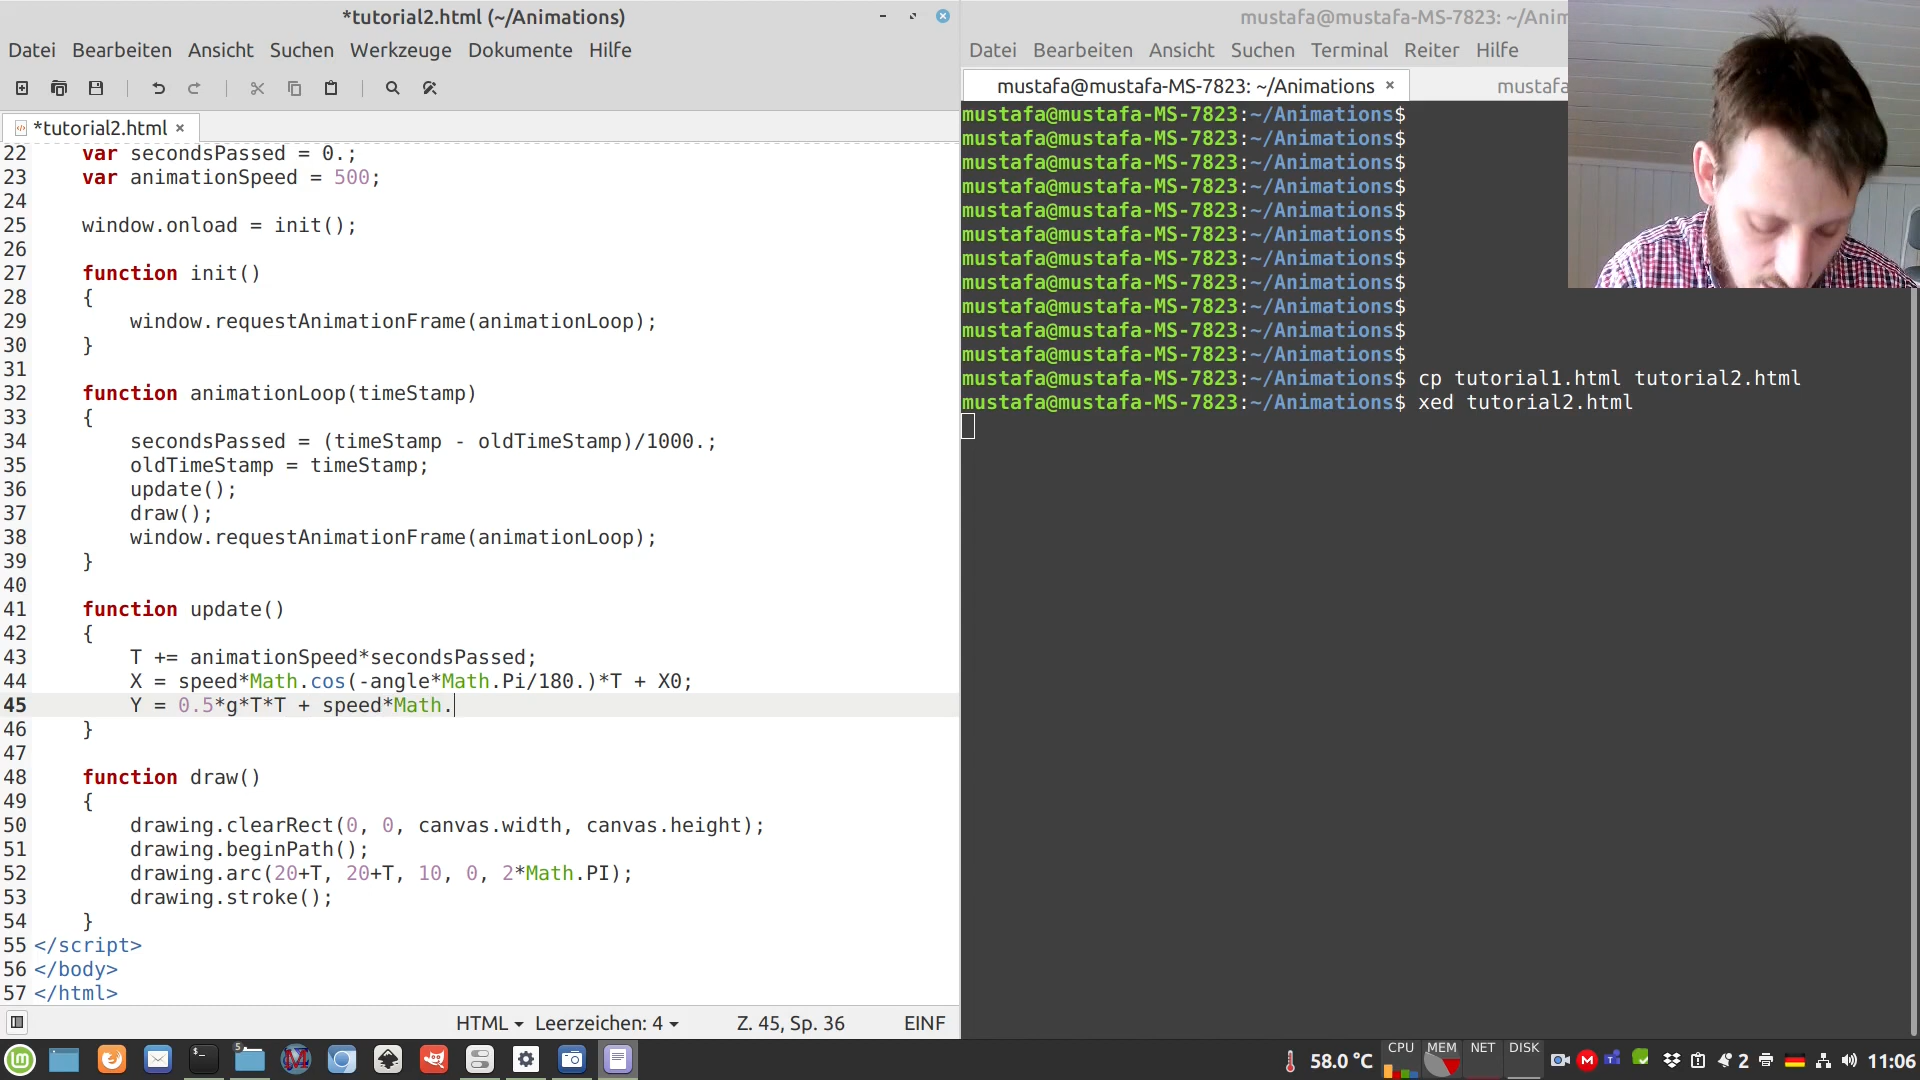 *tutorial2.html (~/Animations)
Datei Bearbeiten Ansicht Suchen Werkzeuge Dokumente Hilfe
*tutorial2.html ×
22 var secondsPassed = 0.;
23 var animationSpeed = 500;
24
25 window.onload = init();
26
27 function init()
28 {
29 window.requestAnimationFrame(animationLoop);
30 }
31
32 function animationLoop(timeStamp)
33 {
34 secondsPassed = (timeStamp - oldTimeStamp)/1000.;
35 oldTimeStamp = timeStamp;
36 update();
37 draw();
38 window.requestAnimationFrame(animationLoop);
39 }
40
41 function update()
42 {
43 T += animationSpeed*secondsPassed;
44 X = speed*Math.cos(-angle*Math.Pi/180.)*T + X0;
45 Y = 0.5*g*T*T + speed*Math.
46 }
47
48 function draw()
49 {
50 drawing.clearRect(0, 0, canvas.width, canvas.height);
51 drawing.beginPath();
52 drawing.arc(20+T, 20+T, 10, 0, 2*Math.PI);
53 drawing.stroke();
54 }
55 </script>
56 </body>
57 </html>
HTML Leerzeichen: 4 Z. 45, Sp. 36 EINF
mustafa@mustafa-MS-7823: ~/Anim
Datei Bearbeiten Ansicht Suchen Terminal Reiter Hilfe
mustafa@mustafa-MS-7823: ~/Animations × mustafa
mustafa@mustafa-MS-7823:~/Animations$
mustafa@mustafa-MS-7823:~/Animations$
mustafa@mustafa-MS-7823:~/Animations$
mustafa@mustafa-MS-7823:~/Animations$
mustafa@mustafa-MS-7823:~/Animations$
mustafa@mustafa-MS-7823:~/Animations$
mustafa@mustafa-MS-7823:~/Animations$
mustafa@mustafa-MS-7823:~/Animations$
mustafa@mustafa-MS-7823:~/Animations$
mustafa@mustafa-MS-7823:~/Animations$
mustafa@mustafa-MS-7823:~/Animations$
mustafa@mustafa-MS-7823:~/Animations$ cp tutorial1.html tutorial2.html
mustafa@mustafa-MS-7823:~/Animations$ xed tutorial2.html
5 58.0 °C CPU MEM NET DISK 2 11:06